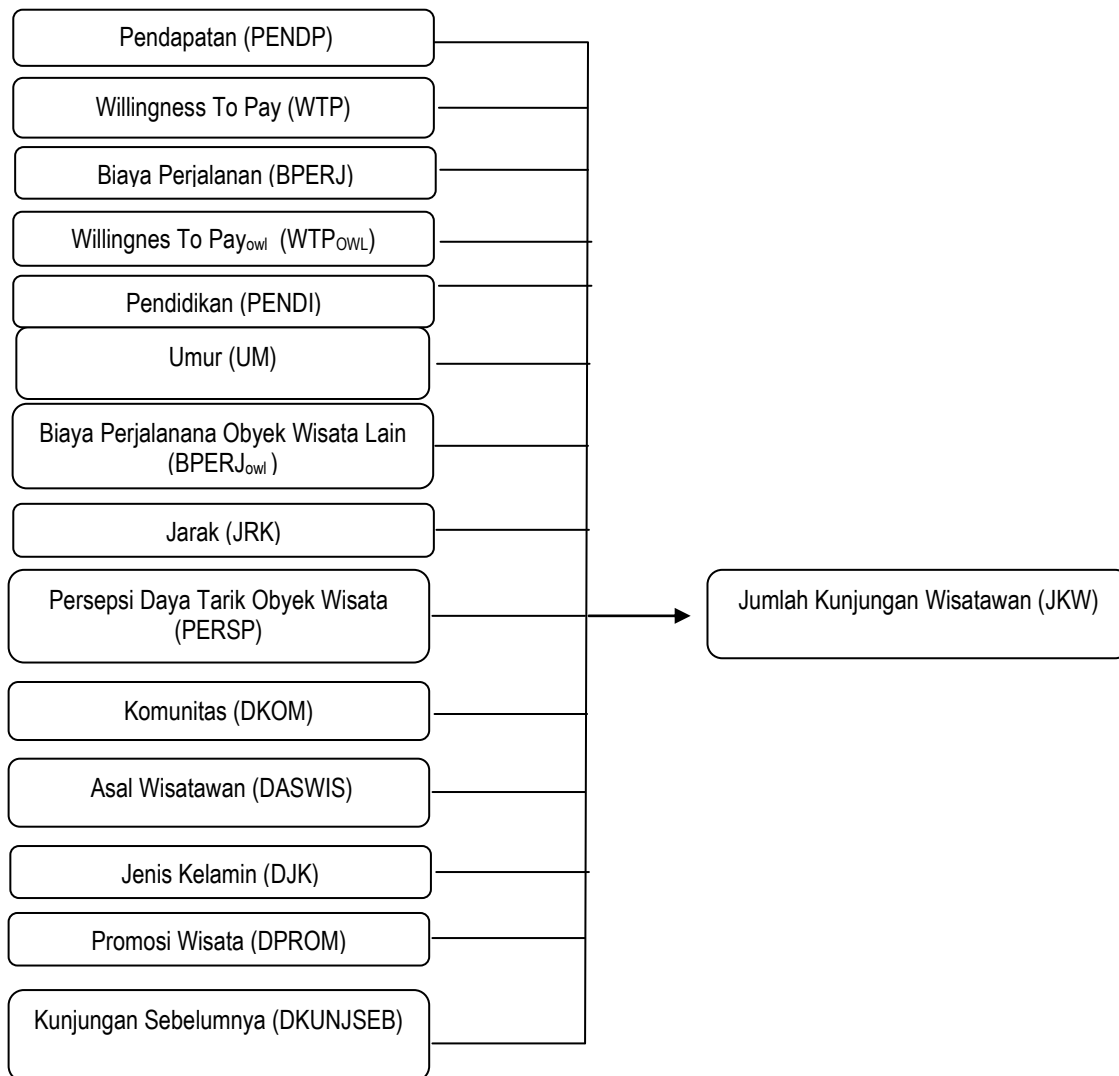 Pendapatan (PENDP)
Willingness To Pay (WTP)
Biaya Perjalanan (BPERJ)
Willingnes To Payowl (WTPOWL)
Pendidikan (PENDI)
Umur (UM)
Biaya Perjalanana Obyek Wisata Lain
(BPERJowl )
Jarak (JRK)
Persepsi Daya Tarik Obyek Wisata
(PERSP)
Jumlah Kunjungan Wisatawan (JKW)
Komunitas (DKOM)
Asal Wisatawan (DASWIS)
Jenis Kelamin (DJK)
Promosi Wisata (DPROM)
Kunjungan Sebelumnya (DKUNJSEB)